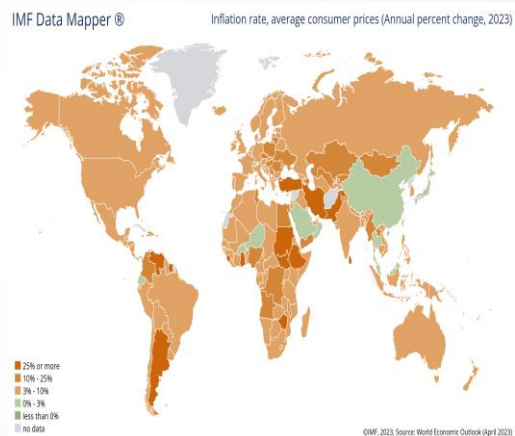 IMF Data Mapper ®
Inflation rate, average consumer prices (Annual percent change, 2023)
25% or more
10% - 25%
3% - 10%
0% - 3%
less than 0%
no data
©IMF, 2023, Source: World Economic Outlook (April 2023)